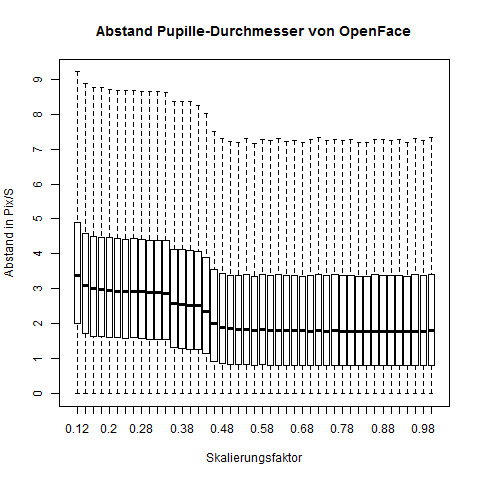 Abstand Pupille-Durchmesser von OpenFace
Abstand in Pix/S
9
8
7
6
5
4
3
2
1
0
0.12 0.2 0.28 0.38 0.48 0.58 0.68 0.78 0.88 0.98
Skalierungsfaktor